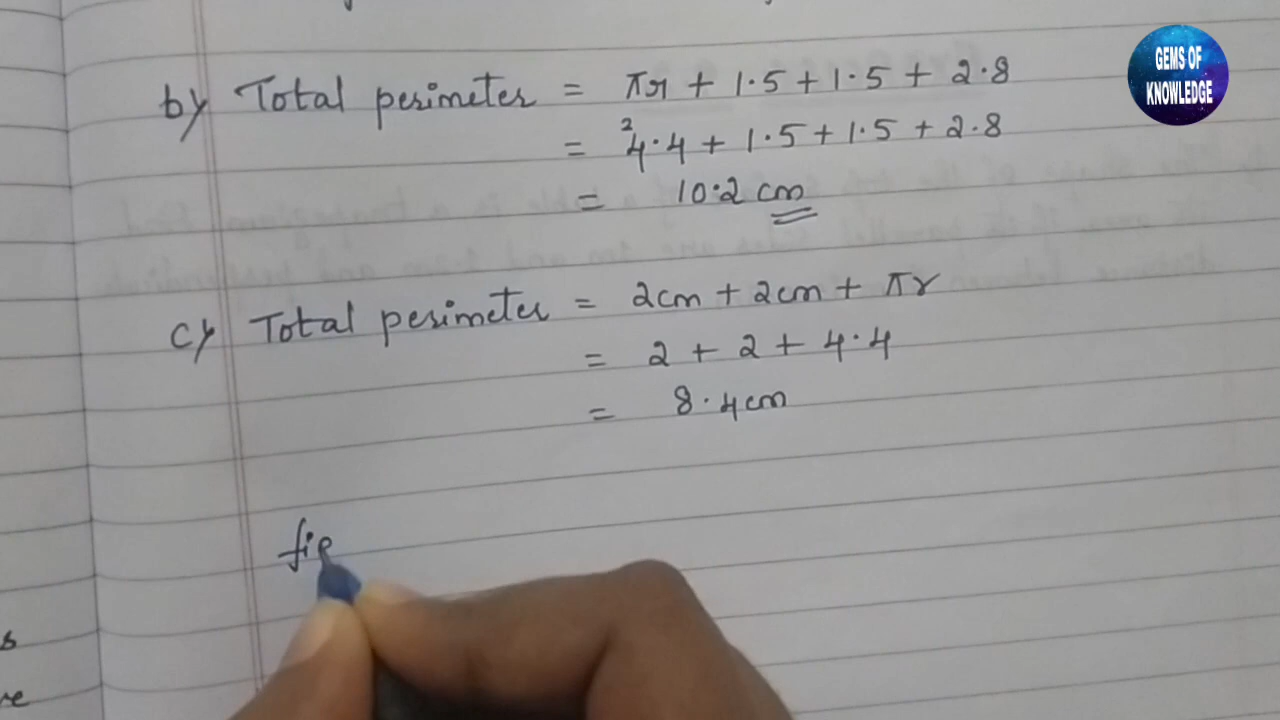 GEMS OF
KNOWLEDGE
b) Total perimeter = πr + 1.5 + 1.5 + 2.8
= 2 4.4 + 1.5 + 1.5 + 2.8
= 10.2 cm
c) Total perimeter = 2cm + 2cm + πr
= 2 + 2 + 4.4
= 8.4cm
fig
s